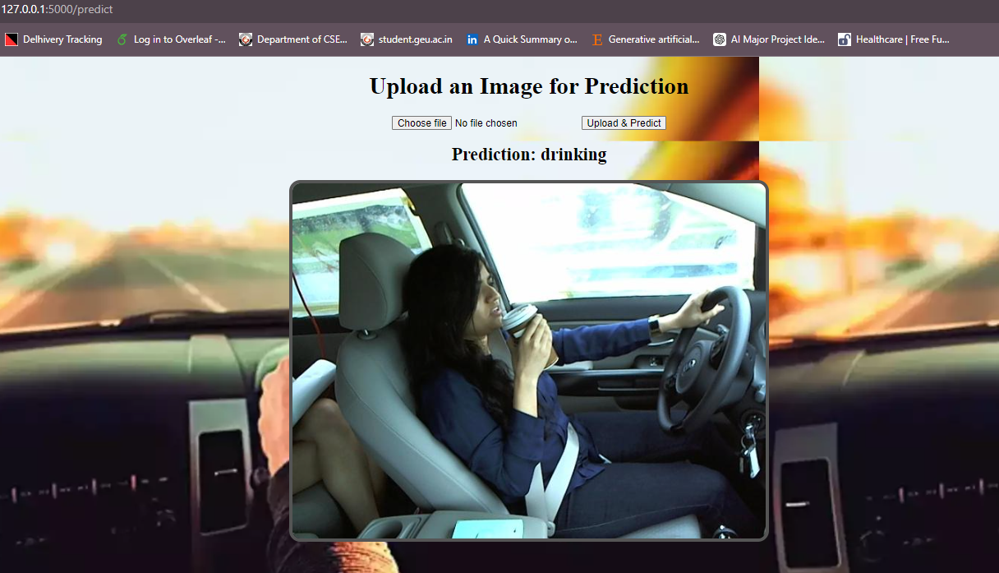 127.0.0.1:5000/predict
Delhivery Tracking Log in to Overleaf -... Department of CSE... student.geu.ac.in in A Quick Summary o... E Generative artificial... AI Major Project Ide... Healthcare | Free Fu...
Upload an Image for Prediction
Choose file No file chosen Upload & Predict
Prediction: drinking